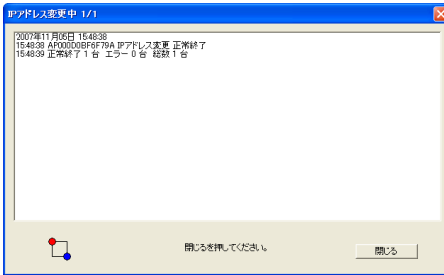 IPアドレス変更中 1/1
2007年11月05日 15:48:38
15:48:38 AP000D0BF6F79A IPアドレス変更 正常終了
15:48:39 正常終了 1 台 エラー 0 台 総数 1 台
閉じるを押してください。
閉じる